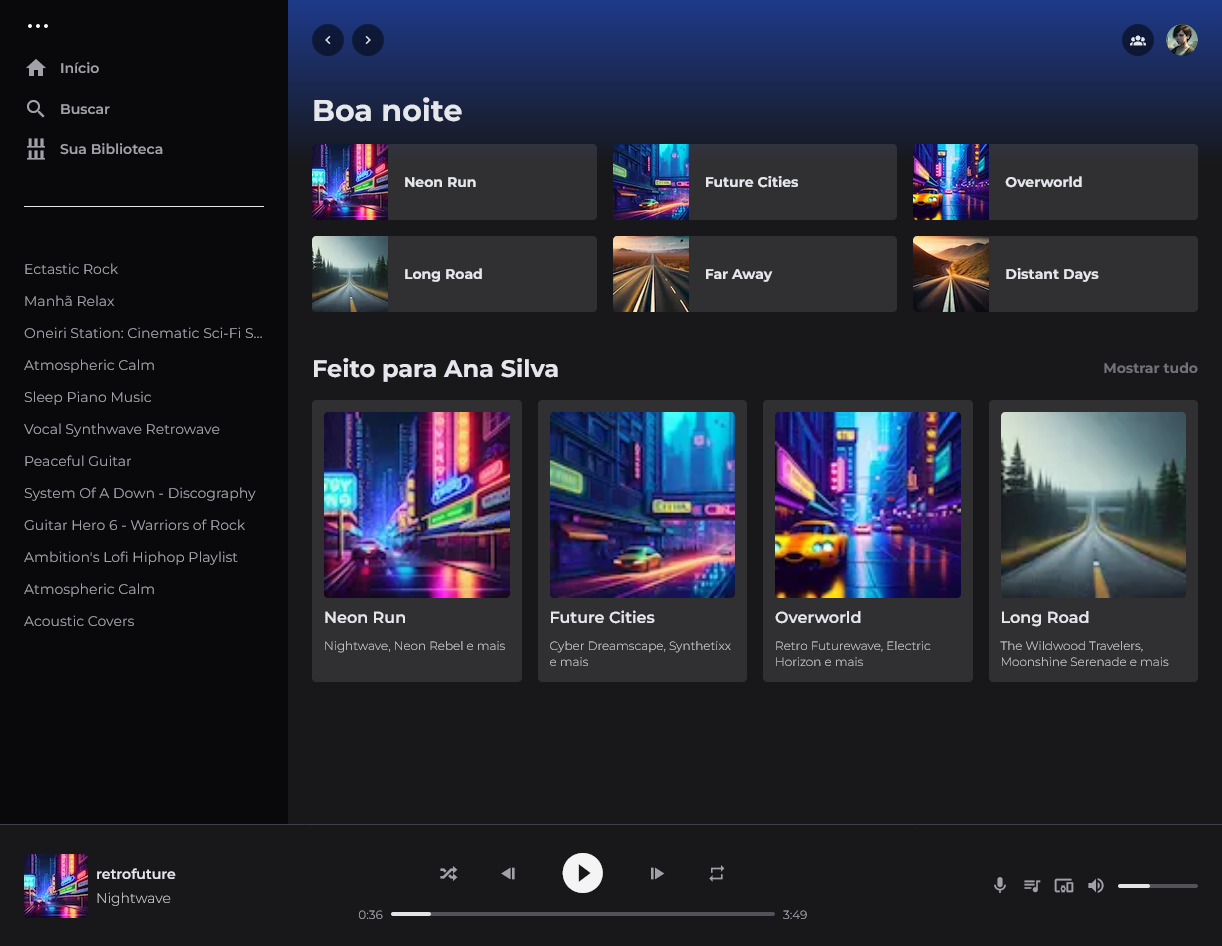 Início
Buscar
Sua Biblioteca
Ectastic Rock
Manhã Relax
Oneiri Station: Cinematic Sci-Fi S...
Atmospheric Calm
Sleep Piano Music
Vocal Synthwave Retrowave
Peaceful Guitar
System Of A Down - Discography
Guitar Hero 6 - Warriors of Rock
Ambition's Lofi Hiphop Playlist
Atmospheric Calm
Acoustic Covers
Boa noite
Neon Run
Future Cities
Overworld
Long Road
Far Away
Distant Days
Feito para Ana Silva
Mostrar tudo
Neon Run
Nightwave, Neon Rebel e mais
Future Cities
Cyber Dreamscape, Synthetixx
e mais
Overworld
Retro Futurewave, Electric
Horizon e mais
Long Road
The Wildwood Travelers,
Moonshine Serenade e mais
retrofuture
Nightwave
0:36
3:49